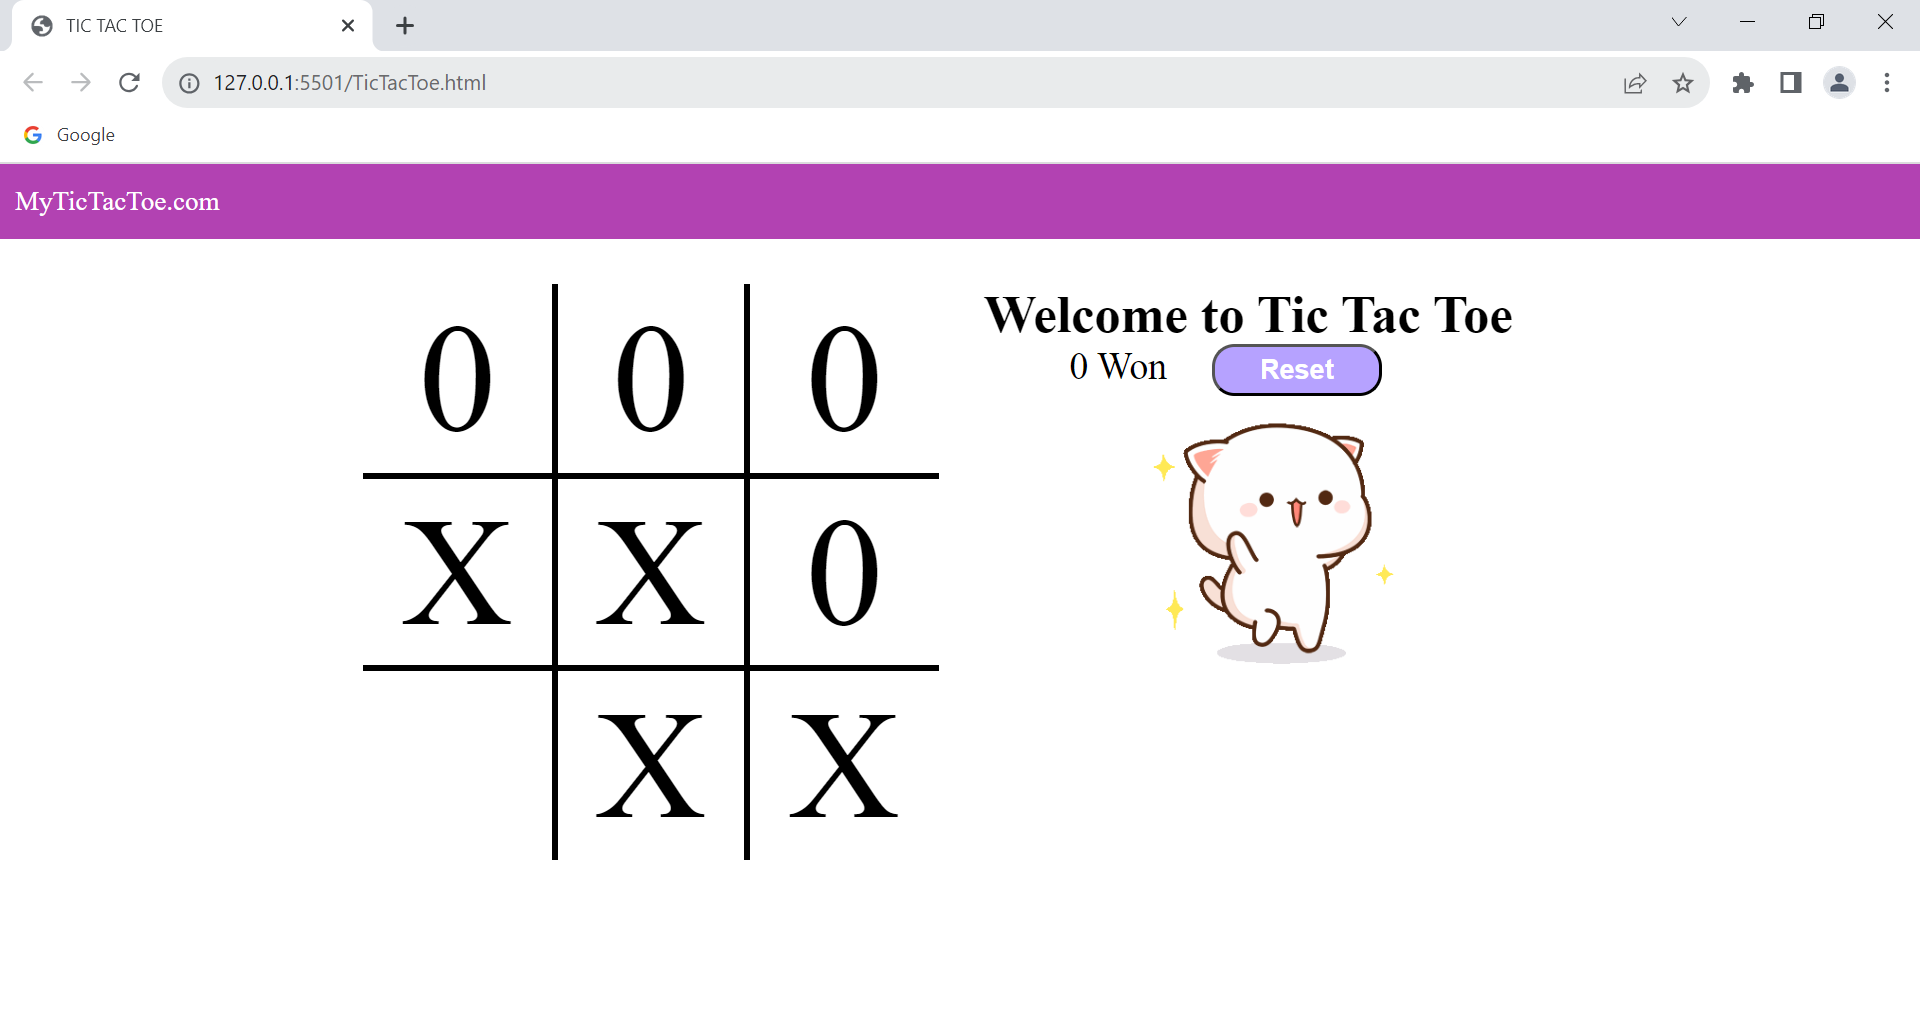 TIC TAC TOE
127.0.0.1:5501/TicTacToe.html
Google
MyTicTacToe.com
0 0 0
X X 0
X X
Welcome to Tic Tac Toe
0 Won Reset